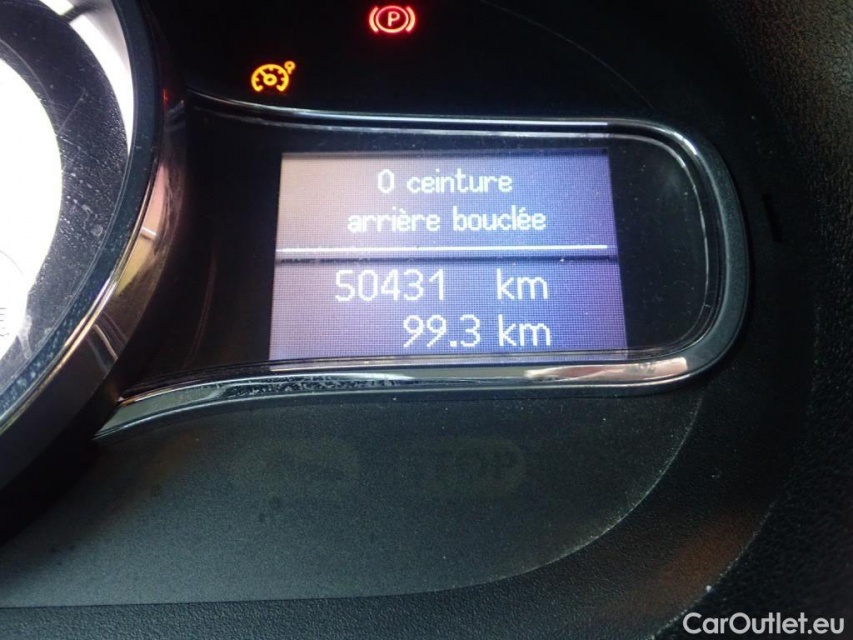 P
0 ceinture
arrière bouclée
50431 km
99.3 km
CarOutlet.eu